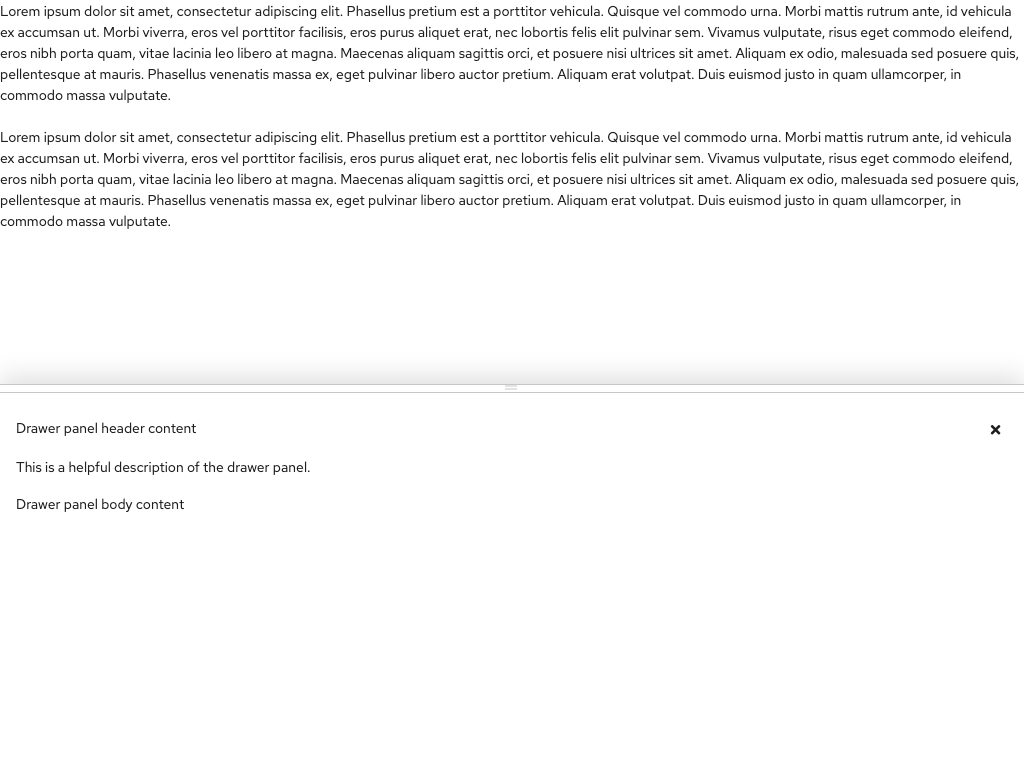 Lorem ipsum dolor sit amet, consectetur adipiscing elit. Phasellus pretium est a porttitor vehicula. Quisque vel commodo urna. Morbi mattis rutrum ante, id vehicula
ex accumsan ut. Morbi viverra, eros vel porttitor facilisis, eros purus aliquet erat, nec lobortis felis elit pulvinar sem. Vivamus vulputate, risus eget commodo eleifend,
eros nibh porta quam, vitae lacinia leo libero at magna. Maecenas aliquam sagittis orci, et posuere nisi ultrices sit amet. Aliquam ex odio, malesuada sed posuere quis,
pellentesque at mauris. Phasellus venenatis massa ex, eget pulvinar libero auctor pretium. Aliquam erat volutpat. Duis euismod justo in quam ullamcorper, in
commodo massa vulputate.
Lorem ipsum dolor sit amet, consectetur adipiscing elit. Phasellus pretium est a porttitor vehicula. Quisque vel commodo urna. Morbi mattis rutrum ante, id vehicula
ex accumsan ut. Morbi viverra, eros vel porttitor facilisis, eros purus aliquet erat, nec lobortis felis elit pulvinar sem. Vivamus vulputate, risus eget commodo eleifend,
eros nibh porta quam, vitae lacinia leo libero at magna. Maecenas aliquam sagittis orci, et posuere nisi ultrices sit amet. Aliquam ex odio, malesuada sed posuere quis,
pellentesque at mauris. Phasellus venenatis massa ex, eget pulvinar libero auctor pretium. Aliquam erat volutpat. Duis euismod justo in quam ullamcorper, in
commodo massa vulputate.
Drawer panel header content
This is a helpful description of the drawer panel.
Drawer panel body content